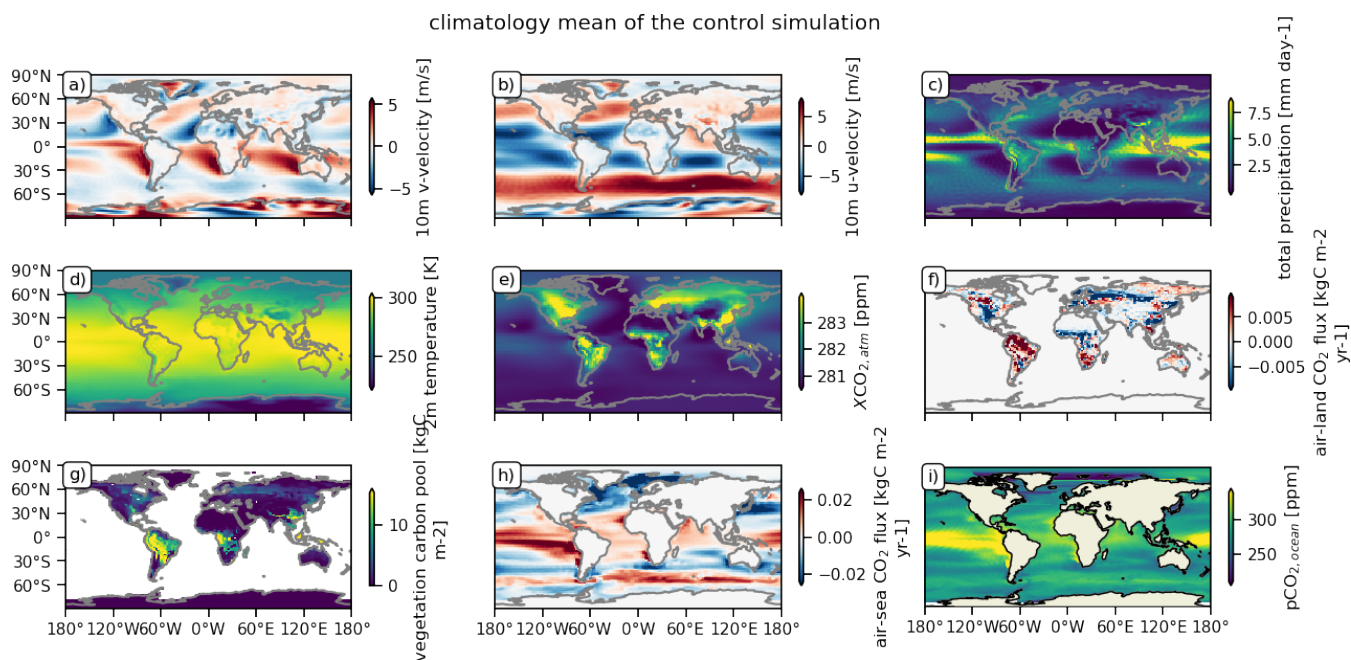 climatology mean of the control simulation
90°N
60°N
30°N
0°
30°S
60°S
a)
5
0
−5
10m v-velocity [m/s]
b)
5
0
−5
10m u-velocity [m/s]
c)
7.5
5.0
2.5
total precipitation [mm day-1]
90°N
60°N
30°N
0°
30°S
60°S
d)
300
250
2m temperature [K]
e)
283
282
281
XCO2,atm [ppm]
f)
0.005
0.000
−0.005
air-land CO2 flux [kgC m-2
yr-1]
90°N
60°N
30°N
0°
30°S
60°S
g)
10
0
vegetation carbon pool [kgC
m-2]
180° 120°W 60°W 0°W 60°E 120°E 180°
h)
0.02
0.00
−0.02
air-sea CO2 flux [kgC m-2
yr-1]
180° 120°W 60°W 0°W 60°E 120°E 180°
i)
300
250
pCO2,ocean [ppm]
180° 120°W 60°W 0°W 60°E 120°E 180°